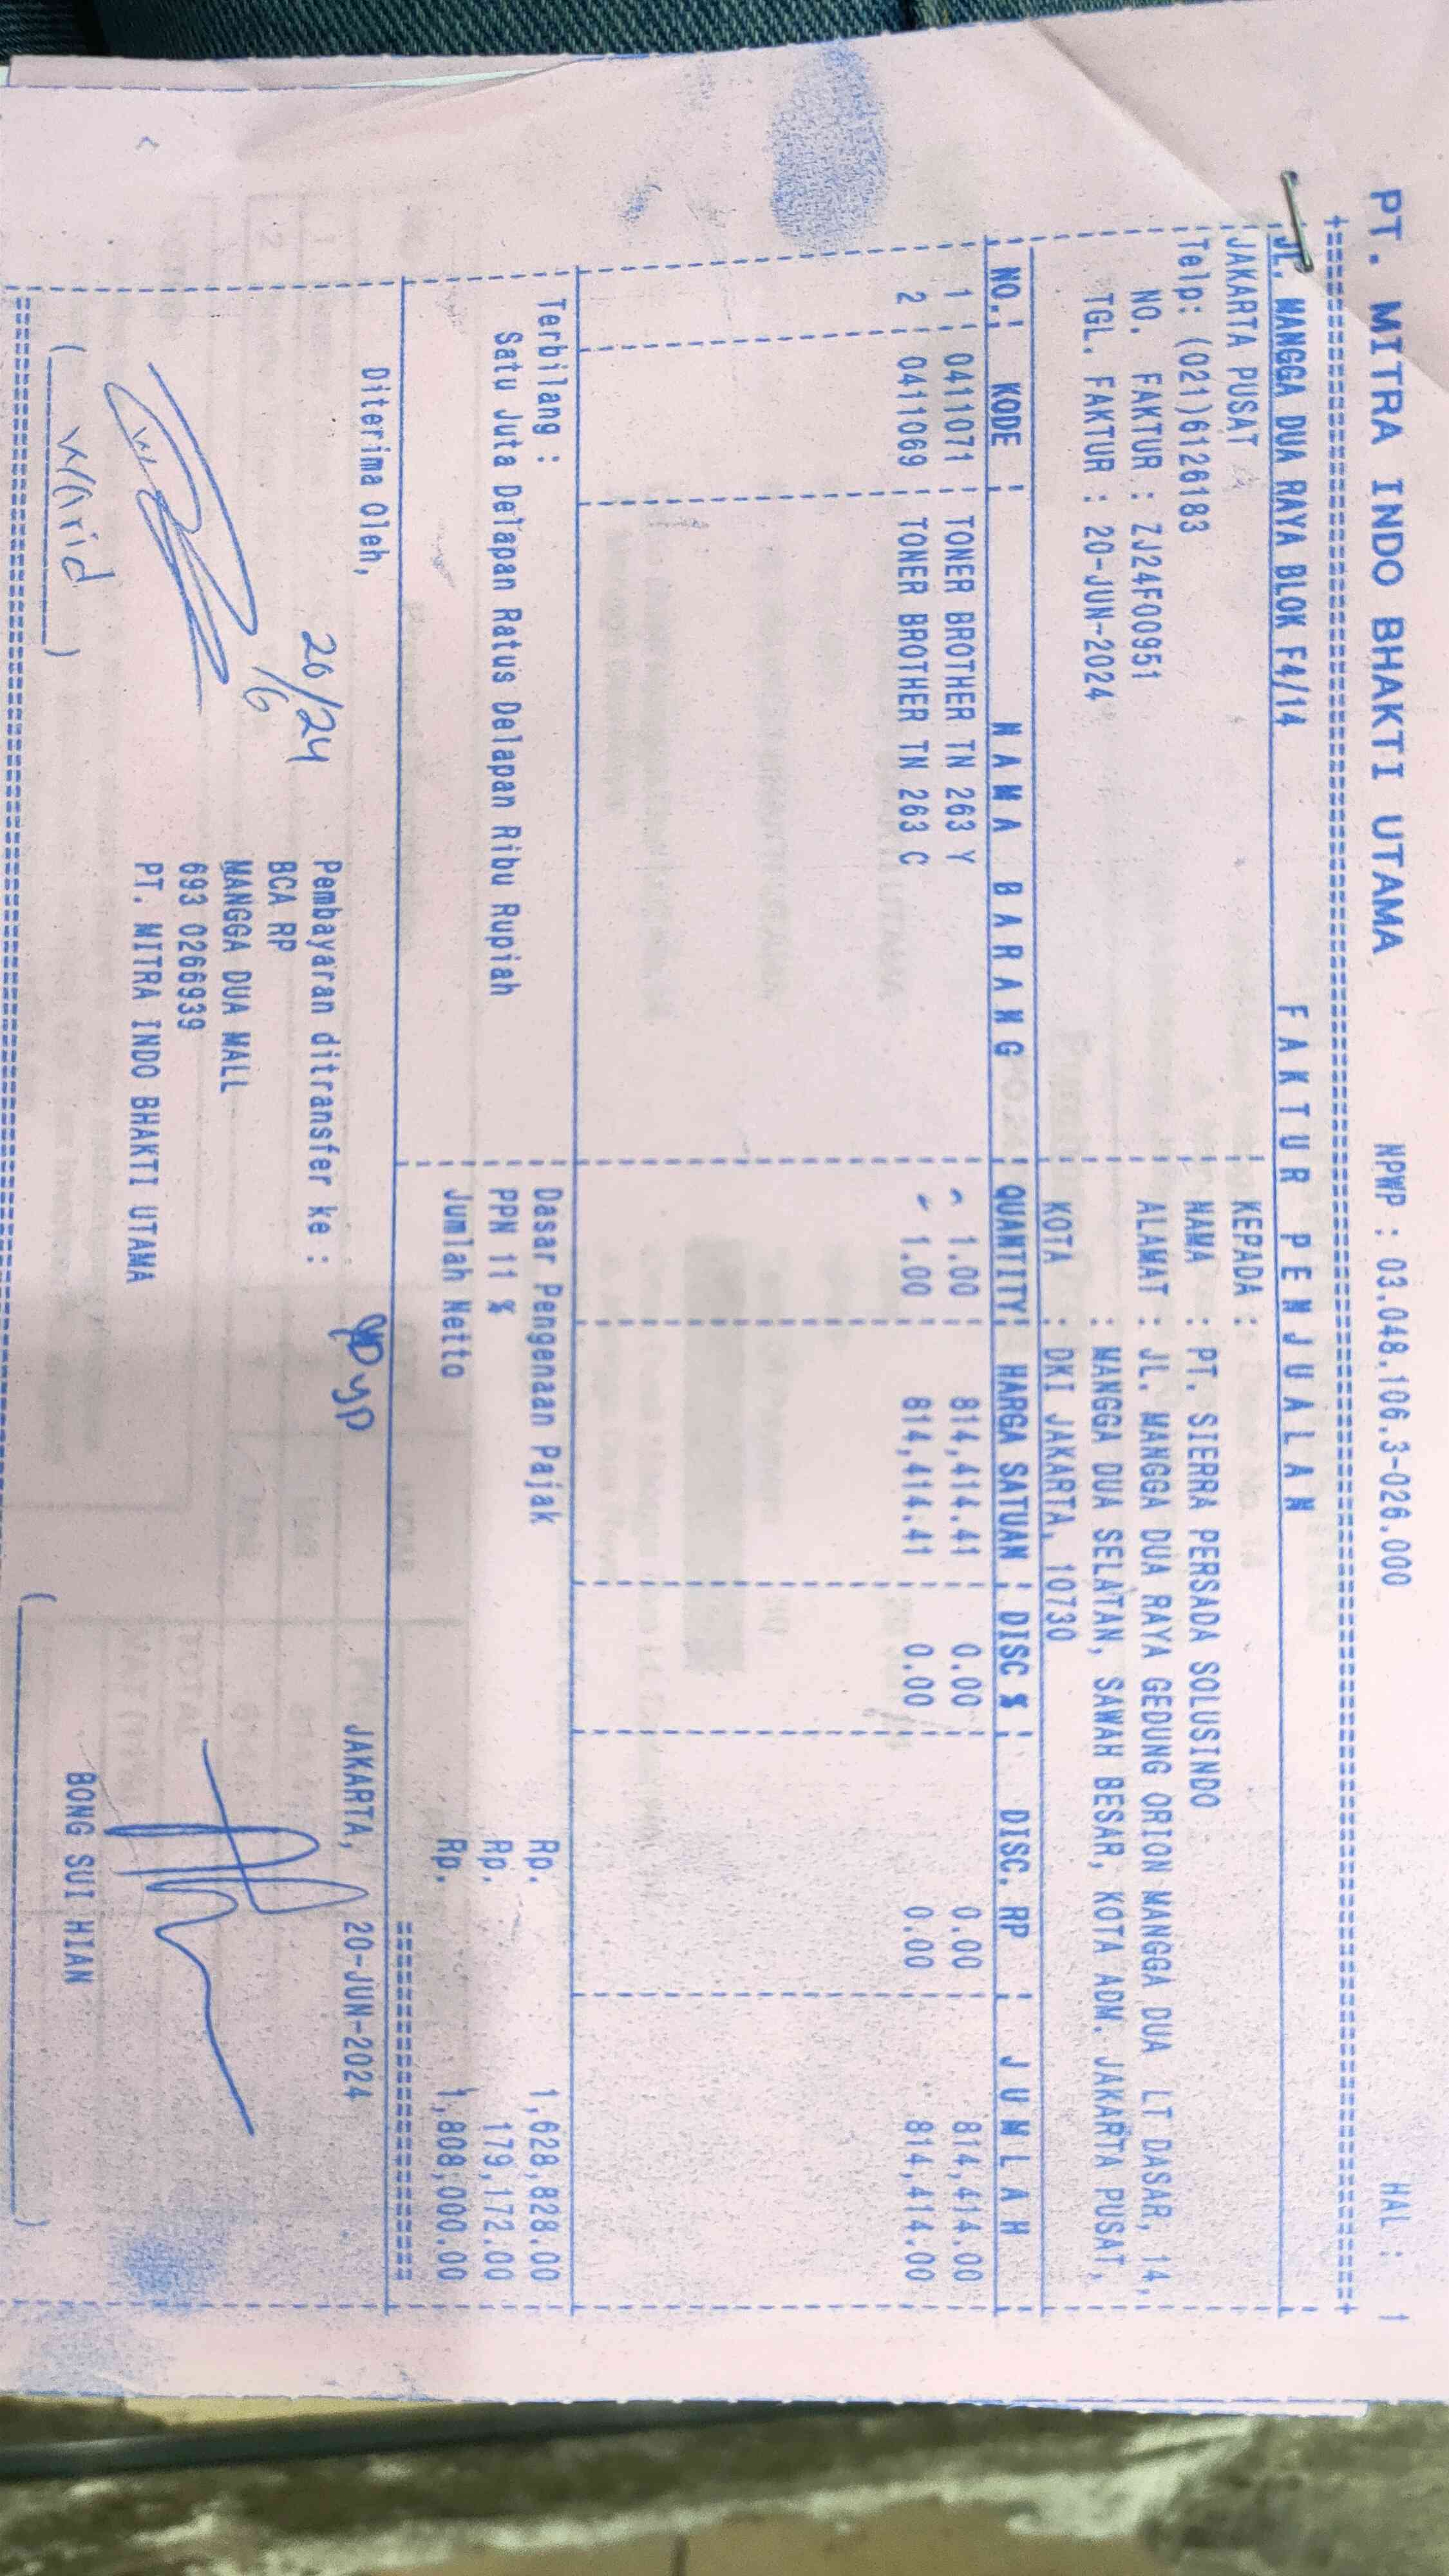 PT. MITRA INDO BHAKTI UTAMA NPWP : 03.048.106.3-026.000 HAL : 1
JL. MANGGA DUA RAYA BLOK F4/14 FAKTUR PENJUALAN
JAKARTA PUSAT
Telp: (021)6126183
NO. FAKTUR : ZJ24F00951
TGL. FAKTUR : 20-JUN-2024
KEPADA :
NAMA : PT. SIERRA PERSADA SOLUSINDO
ALAMAT : JL. MANGGA DUA RAYA GEDUNG ORION MANGGA DUA LT DASAR, 14,
: MANGGA DUA SELATAN, SAWAH BESAR, KOTA ADM. JAKARTA PUSAT,
KOTA : DKI JAKARTA, 10730
NO. KODE NAMA BARANG QUANTITY HARGA SATUAN DISC % DISC. RP JUMLAH
1 0411071 TONER BROTHER TN 263 Y 1.00 814,414.41 0.00 0.00 814,414.00
2 0411069 TONER BROTHER TN 263 C 1.00 814,414.41 0.00 0.00 814,414.00
Terbilang :
Satu Juta Delapan Ratus Delapan Ribu Rupiah
Dasar Pengenaan Pajak Rp. 1,628,828.00
PPN 11 % Rp. 179,172.00
Jumlah Netto Rp. 1,808,000.00
Diterima Oleh,
20/24
/6
(Warid)
Pembayaran ditransfer ke :
BCA RP
MANGGA DUA MALL
693 0266939
PT. MITRA INDO BHAKTI UTAMA
JAKARTA, 20-JUN-2024
BONG SUI HIAN